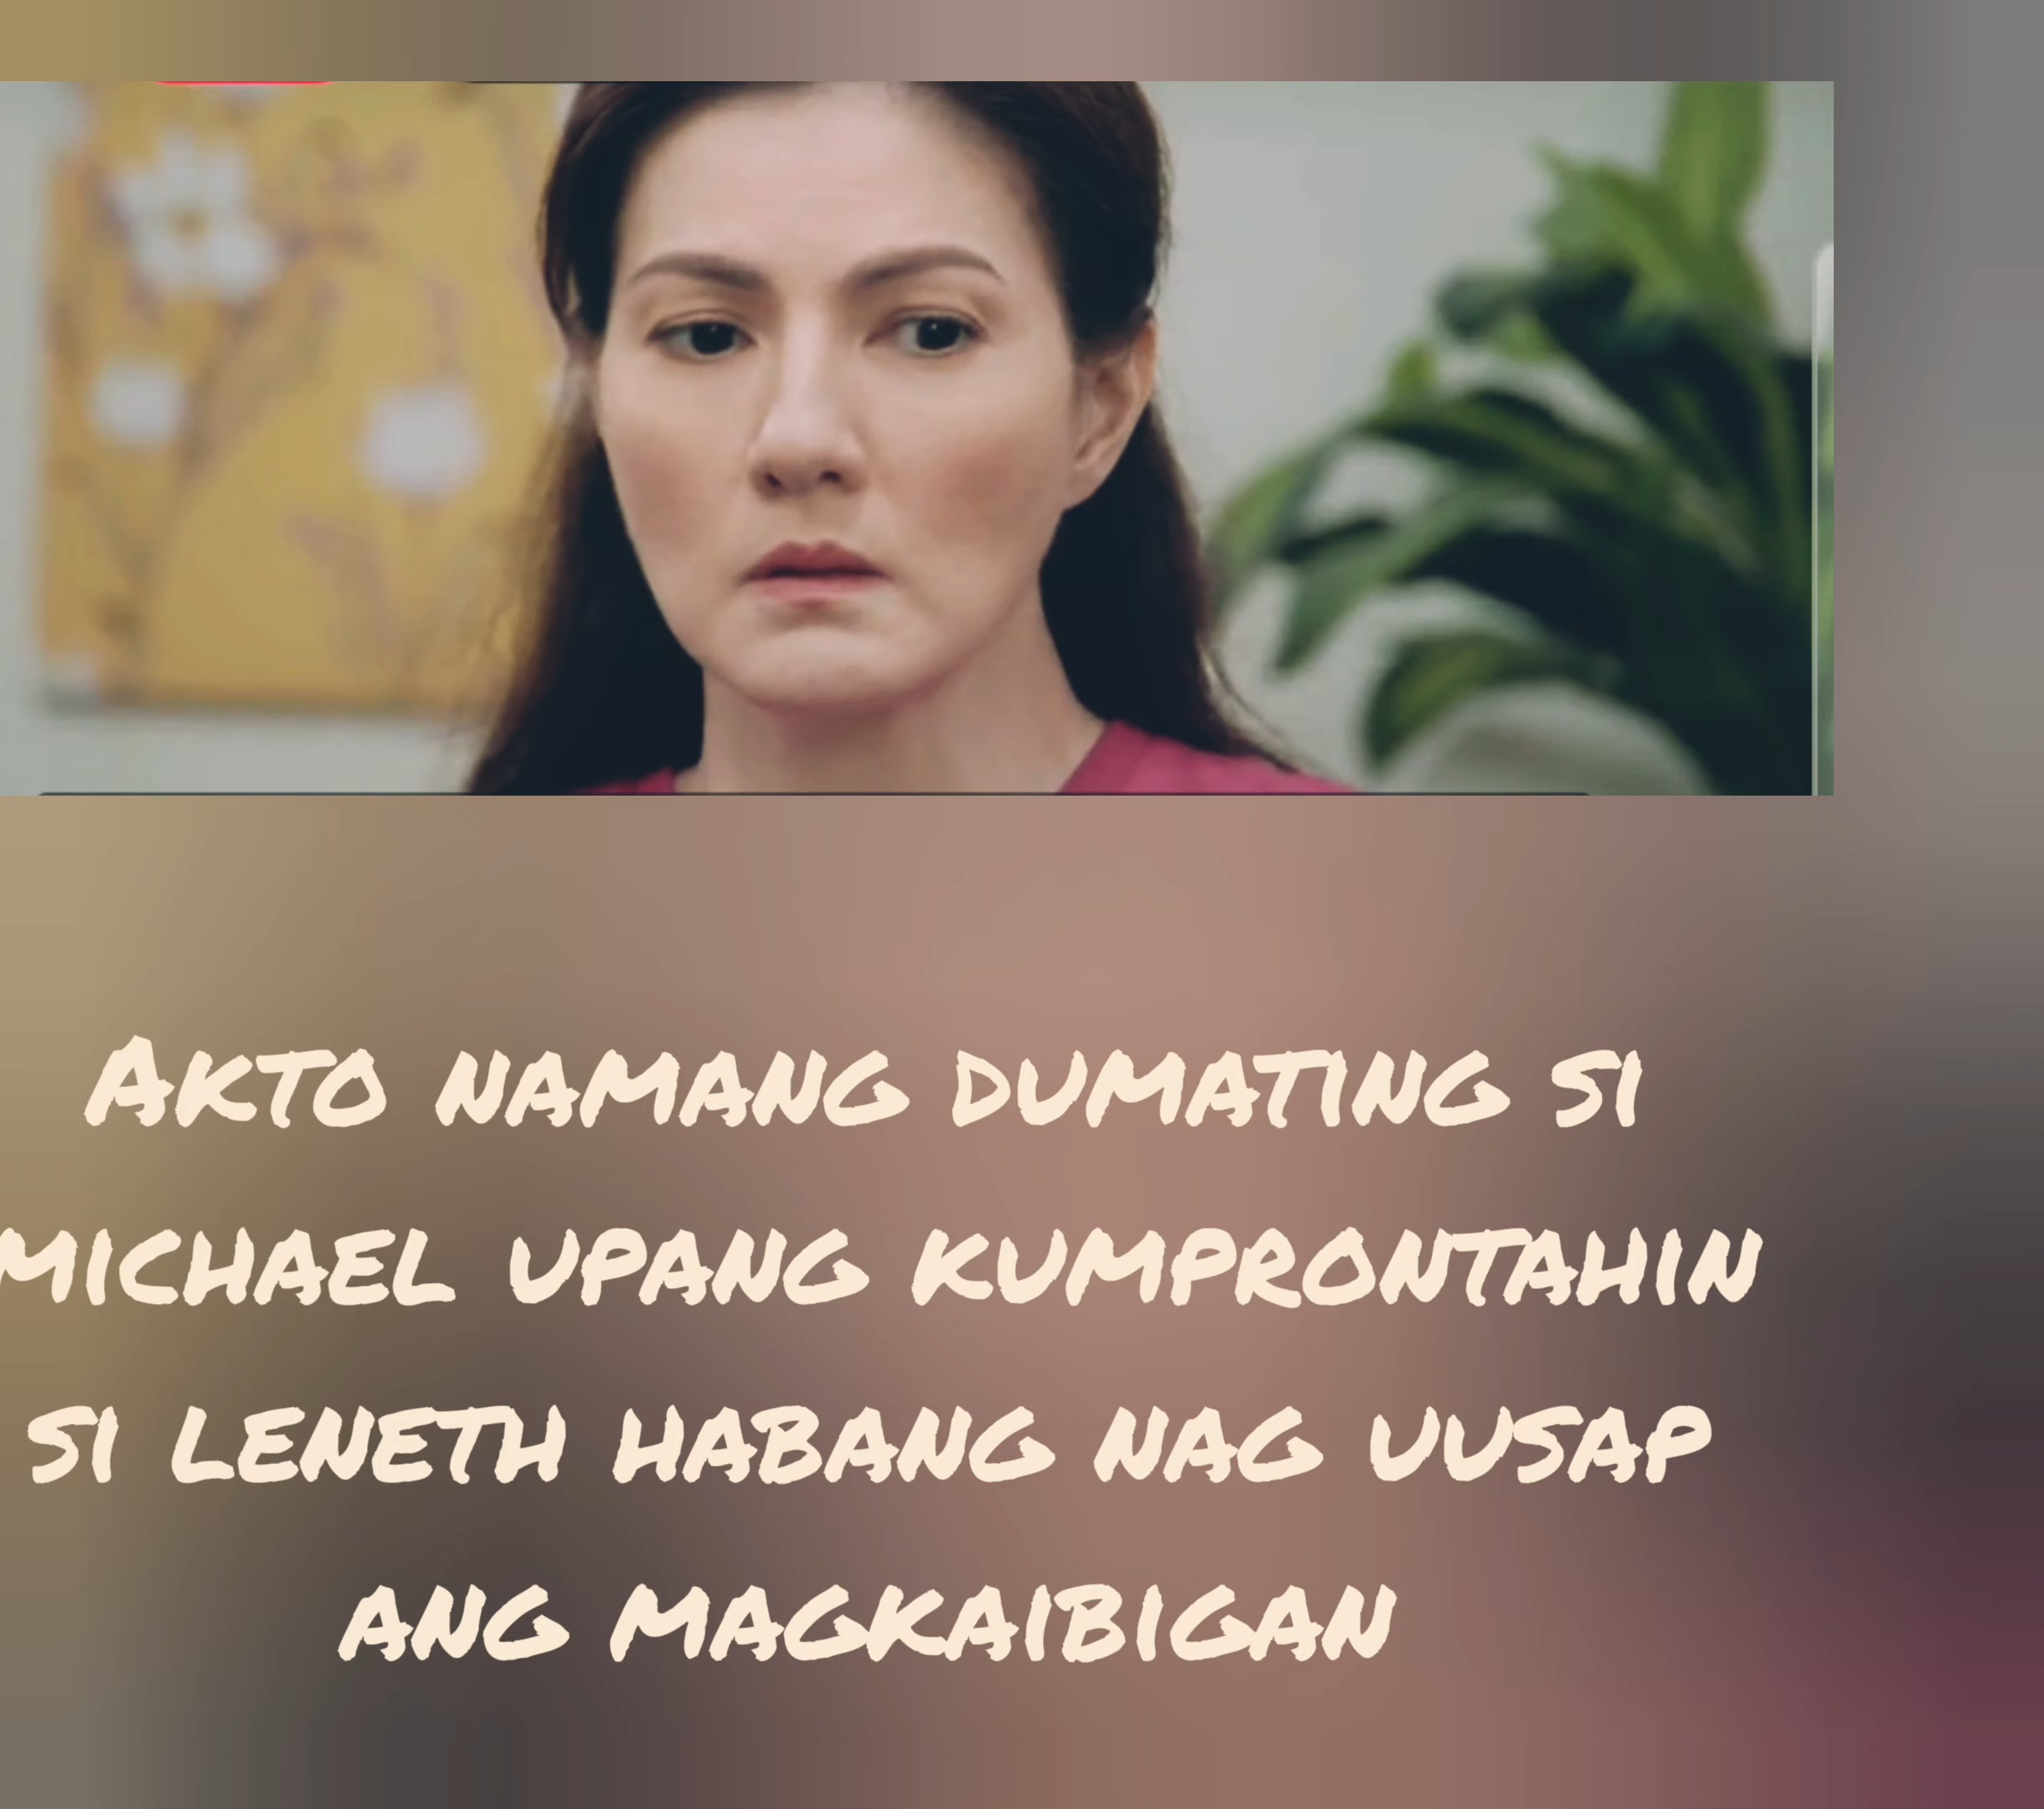 Akto namang dumating si
Michael upang kumprontahin
si Leneth habang nag uusap
ang magkaibigan